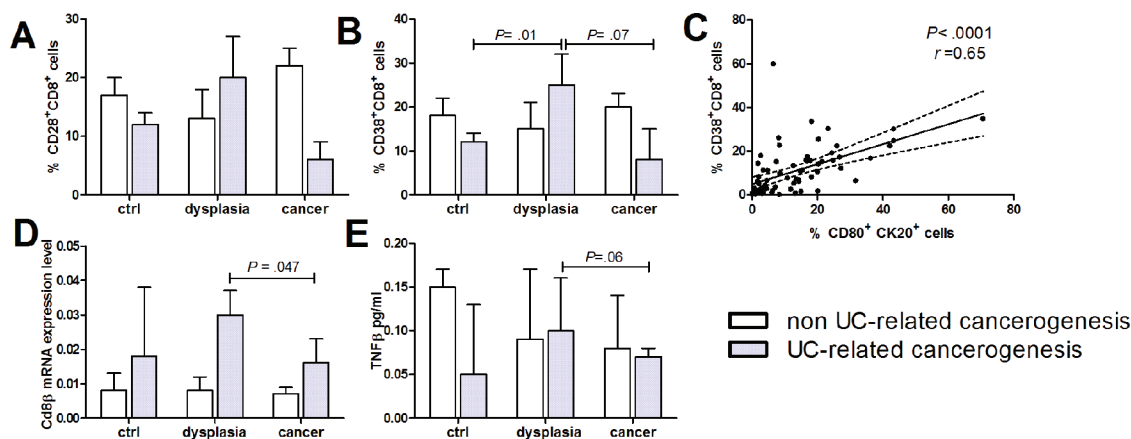 A
% CD28+CD8+ cells
30
20
10
0
ctrl dysplasia cancer
B
% CD38+CD8+ cells
40
30
20
10
0
P= .01
P= .07
ctrl dysplasia cancer
C
% CD38+CD8+ cells
80
60
40
20
0
P< .0001
r =0.65
0 20 40 60 80
% CD80+ CK20+ cells
D
Cd8β mRNA expression level
0.05
0.04
0.03
0.02
0.01
0.00
P = .047
ctrl dysplasia cancer
E
TNFβ pg/ml
0.20
0.15
0.10
0.05
0.00
P=.06
ctrl dysplasia cancer
non UC-related cancerogenesis
UC-related cancerogenesis